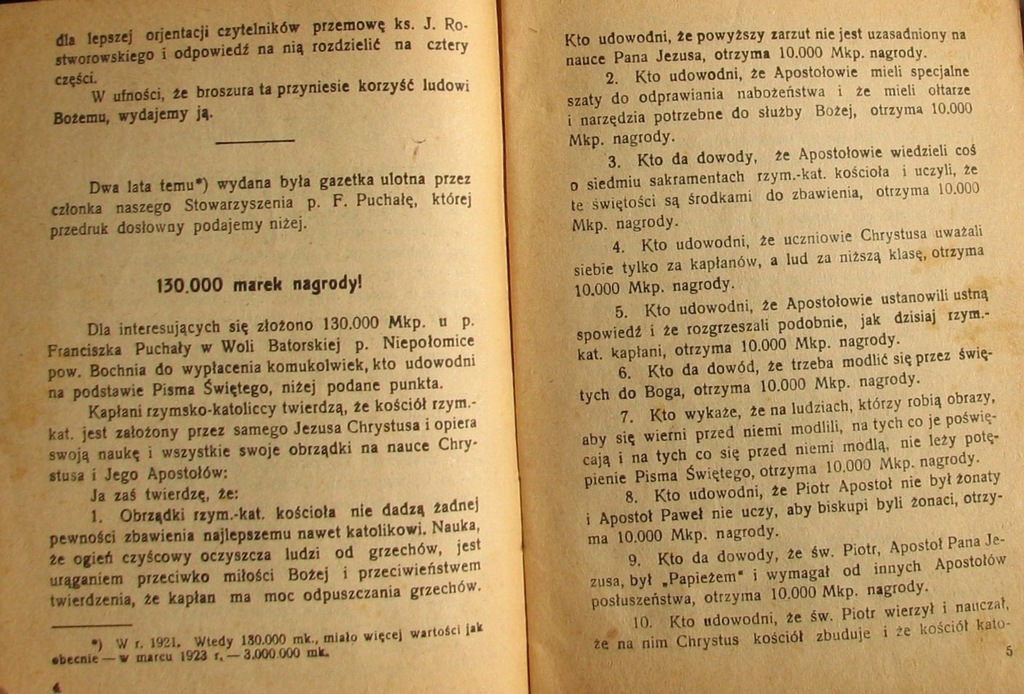 dla lepszej orjentacji czytelników przemowę ks. J. Ro-
stworowskiego i odpowiedź na nią rozdzielić na cztery
części.
W ufności, że broszura ta przyniesie korzyść ludowi
Bożemu, wydajemy ją.
Dwa lata temu*) wydana była gazetka ulotna przez
członka naszego Stowarzyszenia p. F. Puchałę, której
przedruk dosłowny podajemy niżej.
130.000 marek nagrody!
Dla interesujących się złożono 130.000 Mkp. u p.
Franciszka Puchały w Woli Batorskiej p. Niepołomice
pow. Bochnia do wypłacenia komukolwiek, kto udowodni
na podstawie Pisma Świętego, niżej podane punkta.
Kapłani rzymsko-katoliccy twierdzą, że kościół rzym.-
kat. jest założony przez samego Jezusa Chrystusa i opiera
swoją naukę i wszystkie swoje obrządki na nauce Chry-
stusa i Jego Apostołów:
Ja zaś twierdzę, że:
1. Obrządki rzym.-kat. kościoła nie dadzą żadnej
pewności zbawienia najlepszemu nawet katolikowi. Nauka,
że ogień czyścowy oczyszcza ludzi od grzechów, jest
urąganiem przeciwko miłości Bożej i przeciwieństwem
twierdzenia, że kapłan ma moc odpuszczania grzechów.
*) W r. 1921. Wtedy 130.000 mk., miało więcej wartości jak
obecnie — w marcu 1923 r. — 3.000.000 mk.
4
Kto udowodni, że powyższy zarzut nie jest uzasadniony na
nauce Pana Jezusa, otrzyma 10.000 Mkp. nagrody.
2. Kto udowodni, że Apostołowie mieli specjalne
szaty do odprawiania nabożeństwa i że mieli ołtarze
i narzędzia potrzebne do służby Bożej, otrzyma 10.000
Mkp. nagrody.
3. Kto da dowody, że Apostołowie wiedzieli coś
o siedmiu sakramentach rzym.-kat. kościoła i uczyli, że
te świętości są środkami do zbawienia, otrzyma 10.000
Mkp. nagrody.
4. Kto udowodni, że uczniowie Chrystusa uważali
siebie tylko za kapłanów, a lud za niższą klasę, otrzyma
10.000 Mkp. nagrody.
5. Kto udowodni, że Apostołowie ustanowili ustną
spowiedź i że rozgrzeszali podobnie, jak dzisiaj rzym.-
kat. kapłani, otrzyma 10.000 Mkp. nagrody.
6. Kto da dowód, że trzeba modlić się przez świę-
tych do Boga, otrzyma 10.000 Mkp. nagrody.
7. Kto wykaże, że na ludziach, którzy robią obrazy,
aby się wierni przed niemi modlili, na tych co je poświę-
cają i na tych co się przed niemi modlą, nie leży potę-
pienie Pisma Świętego, otrzyma 10.000 Mkp. nagrody.
8. Kto udowodni, że Piotr Apostoł nie był żonaty
i Apostoł Paweł nie uczy, aby biskupi byli żonaci, otrzy-
ma 10.000 Mkp. nagrody.
9. Kto da dowody, że św. Piotr, Apostoł Pana Je-
zusa, był „Papieżem" i wymagał od innych Apostołów
posłuszeństwa, otrzyma 10.000 Mkp. nagrody.
10. Kto udowodni, że św. Piotr wierzył i nauczał,
że na nim Chrystus kościół zbuduje i że kościół kato-
5